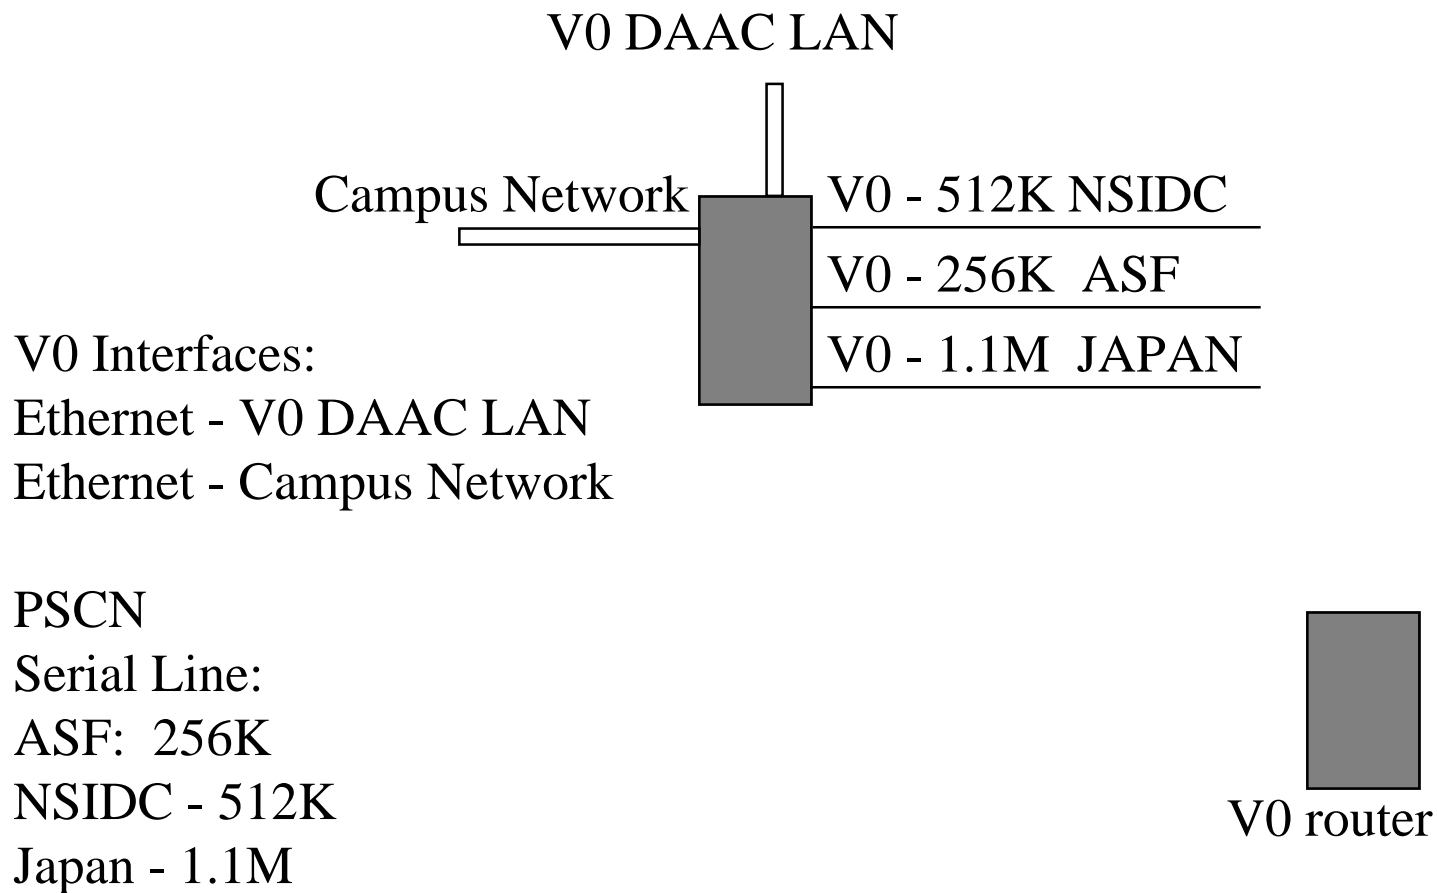 V0 DAAC LAN
Campus Network
V0 - 512K NSIDC
V0 - 256K  ASF
V0 - 1.1M  JAPAN
V0 Interfaces:
Ethernet - V0 DAAC LAN
Ethernet - Campus Network
PSCN
Serial Line:
ASF:  256K
NSIDC - 512K
Japan - 1.1M
V0 router